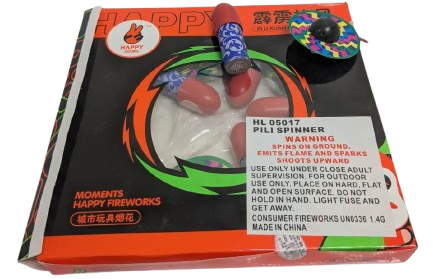 HAPPY
霹雳
HAPPY
HL 05017
PILI SPINNER
WARNING
SPINS ON GROUND,
EMITS FLAME AND SPARKS
SHOOTS UPWARD
USE ONLY UNDER CLOSE ADULT
SUPERVISION. FOR OUTDOOR
USE ONLY. PLACE ON HARD, FLAT
AND OPEN SURFACE. DO NOT
HOLD IN HAND. LIGHT FUSE AND
GET AWAY.
CONSUMER FIREWORKS UN0336 1.4G
MADE IN CHINA
MOMENTS
HAPPY FIREWORKS
城市玩具烟花